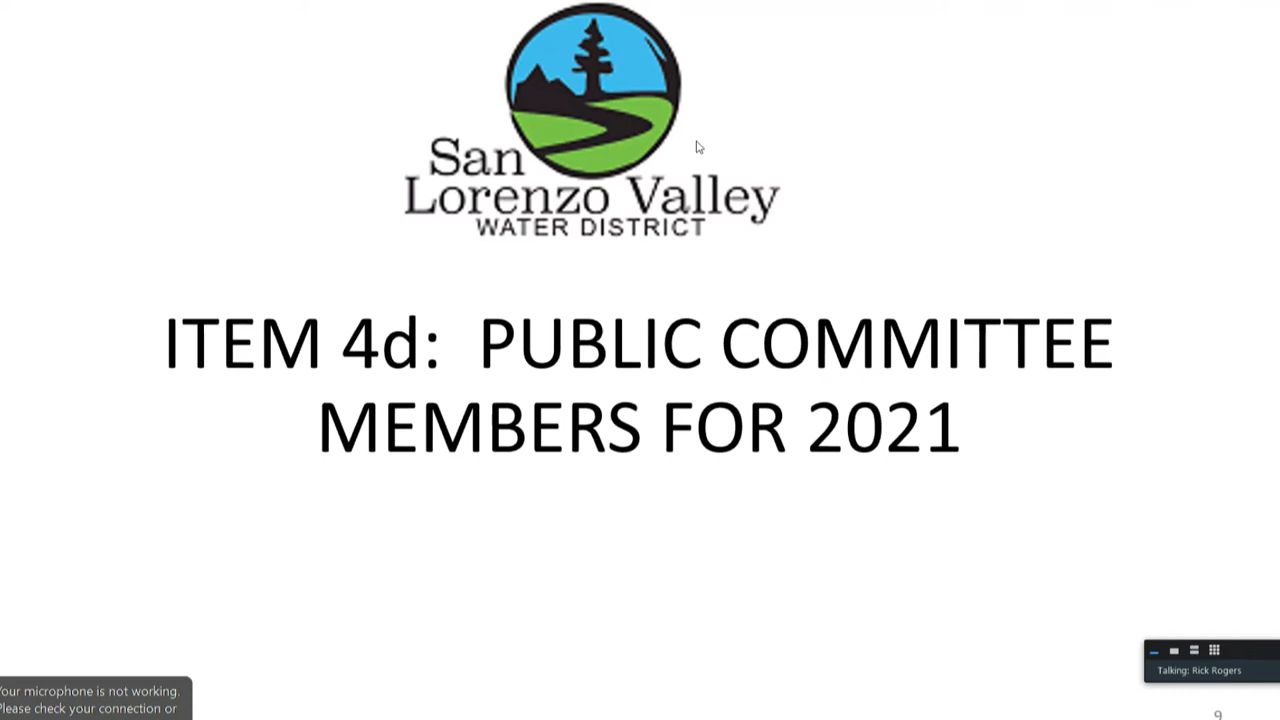 San
Lorenzo Valley
WATER DISTRICT
ITEM 4d: PUBLIC COMMITTEE
MEMBERS FOR 2021
Talking: Rick Rogers
Your microphone is not working.
Please check your connection or
9